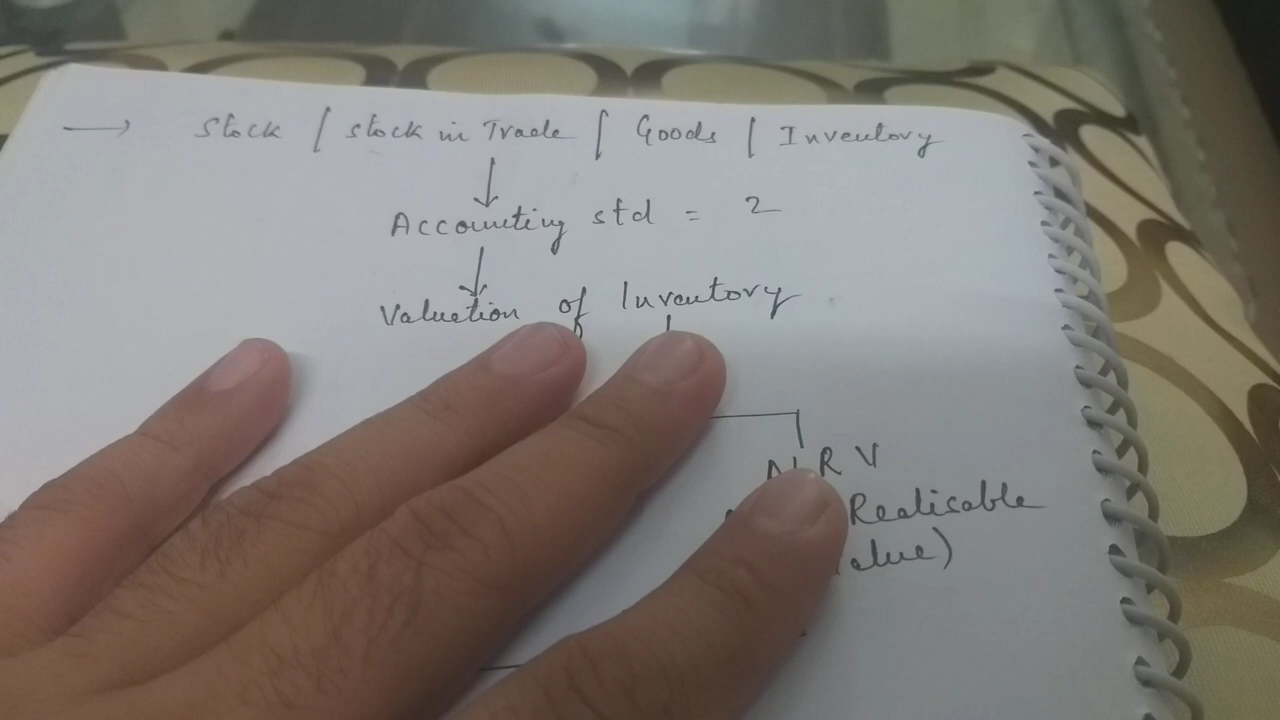 → Stock / stock in Trade / Goods / Inventory
↓
Accounting std = 2
↓
Valuation of Inventory
N R V
Realisable